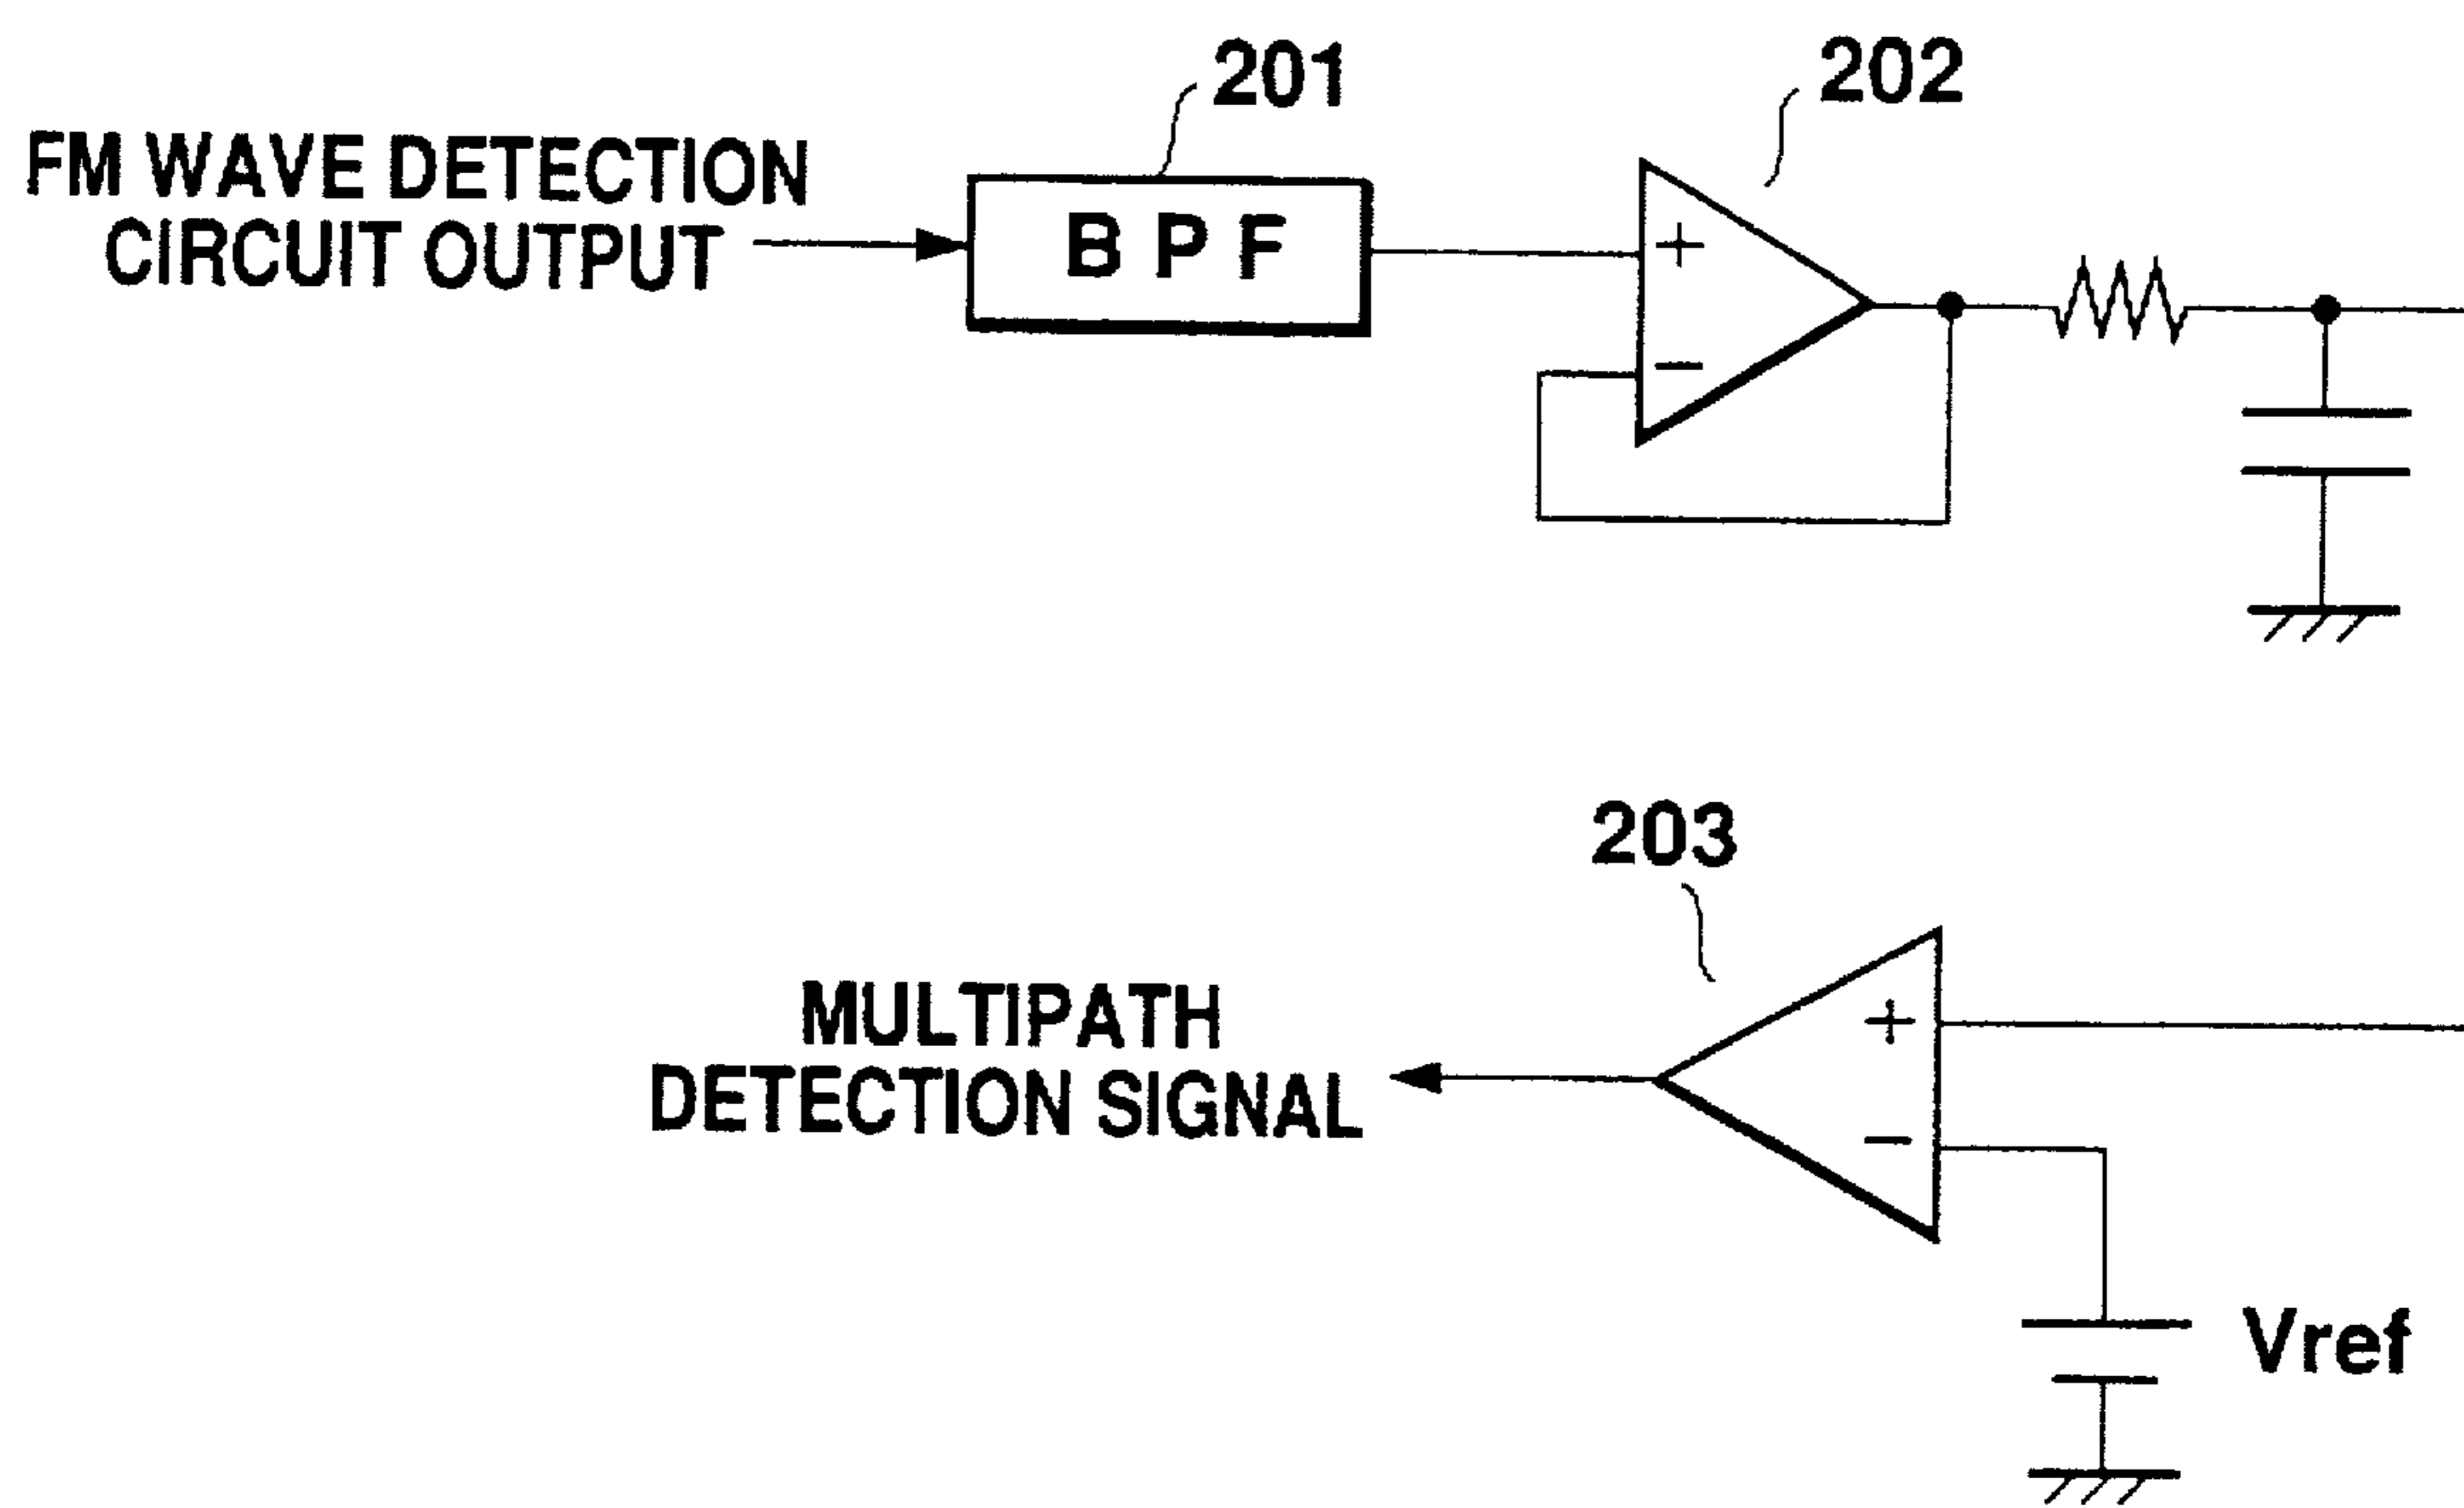 201
202
FM WAVE DETECTION
CIRCUIT OUTPUT
B P F
+
−
203
MULTIPATH
DETECTION SIGNAL
+
−
Vref